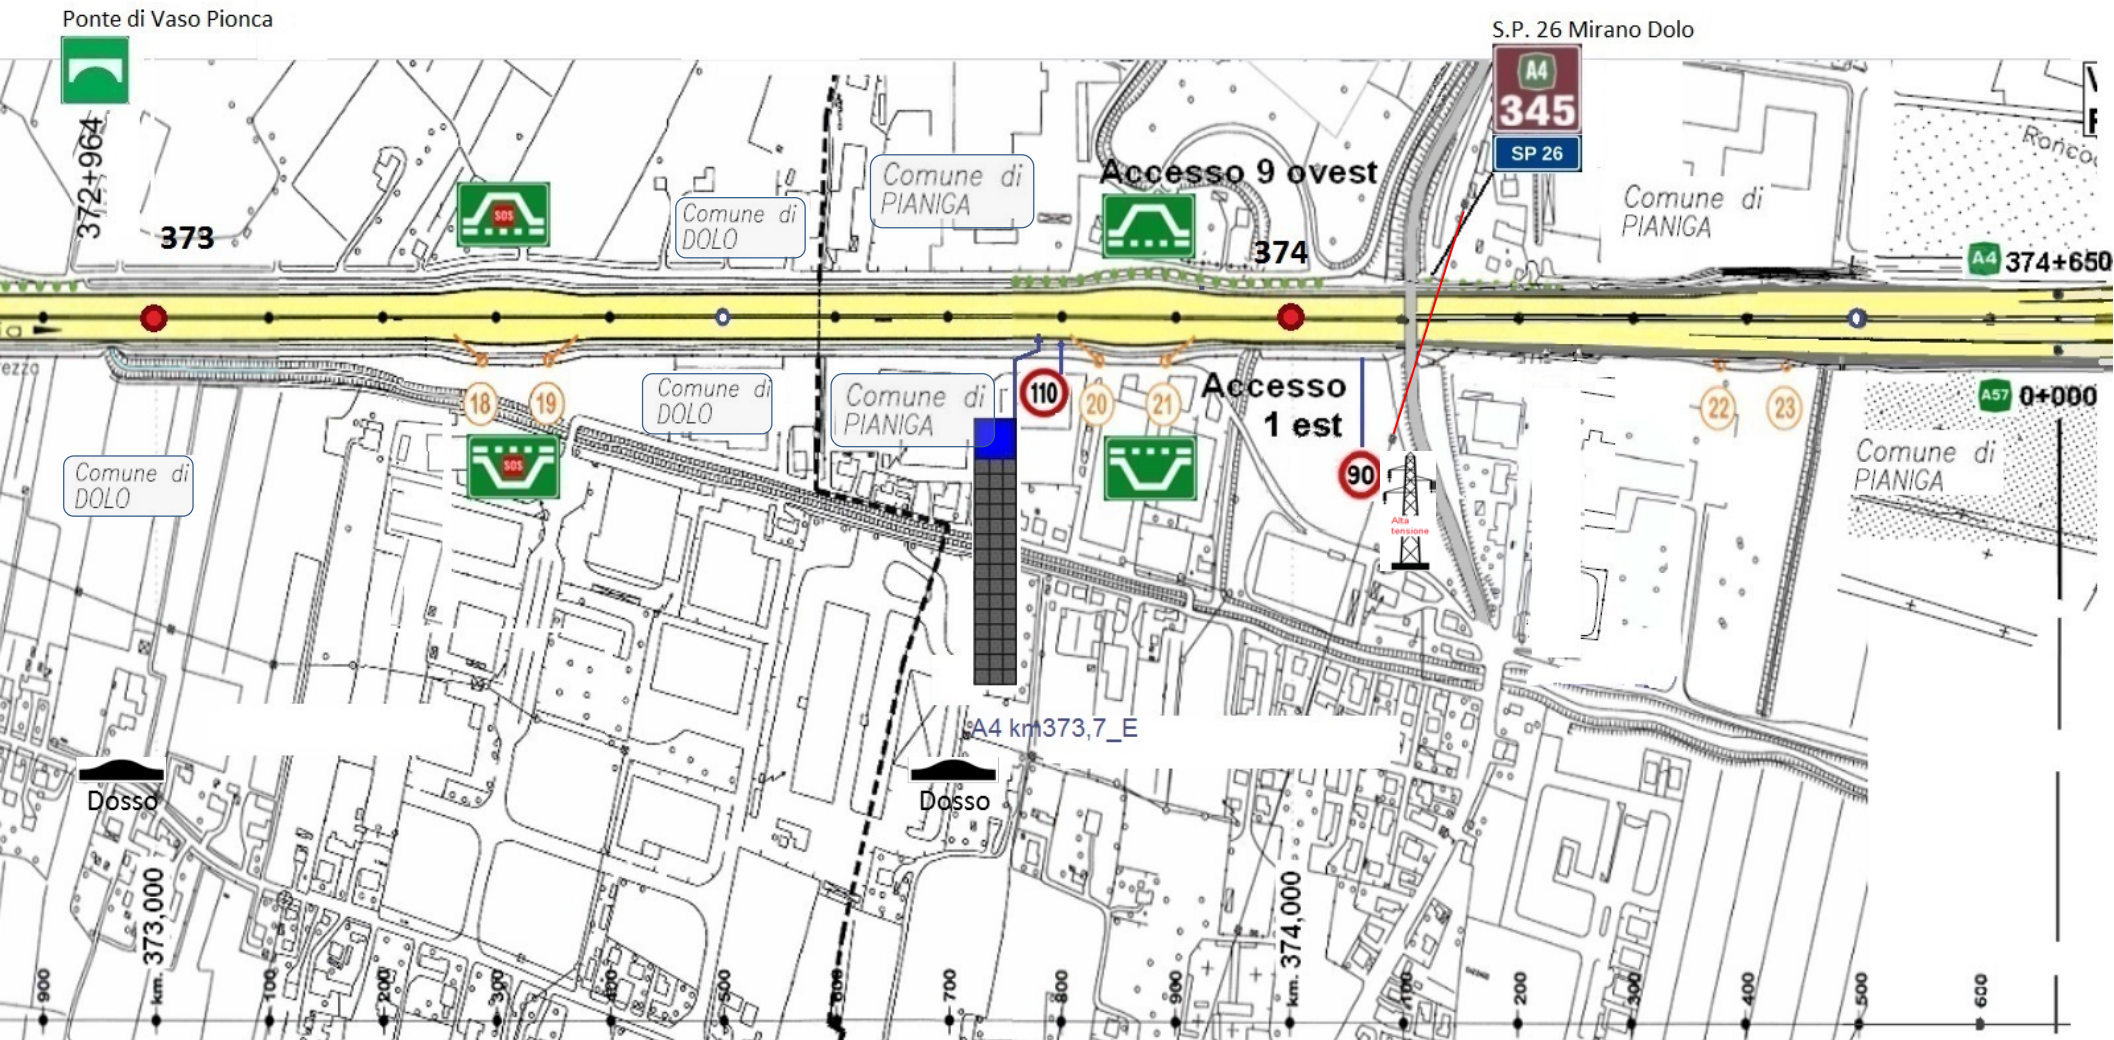 Ponte di Vaso Pionca
S.P. 26 Mirano Dolo
A4
345
SP 26
372+964
373
SOS
Comune di
DOLO
Comune di
PIANIGA
Accesso 9 ovest
374
Comune di
PIANIGA
A4 374+650
18
19
SOS
Comune di
DOLO
Comune di
PIANIGA
110
20
21
Accesso
1 est
90
Alta
tensione
22
23
A57 0+000
Comune di
PIANIGA
Comune di
DOLO
A4 km373,7_E
Dosso
Dosso
900
km. 373,000
100
200
300
400
500
600
700
800
900
km. 374,000
100
200
300
400
500
600